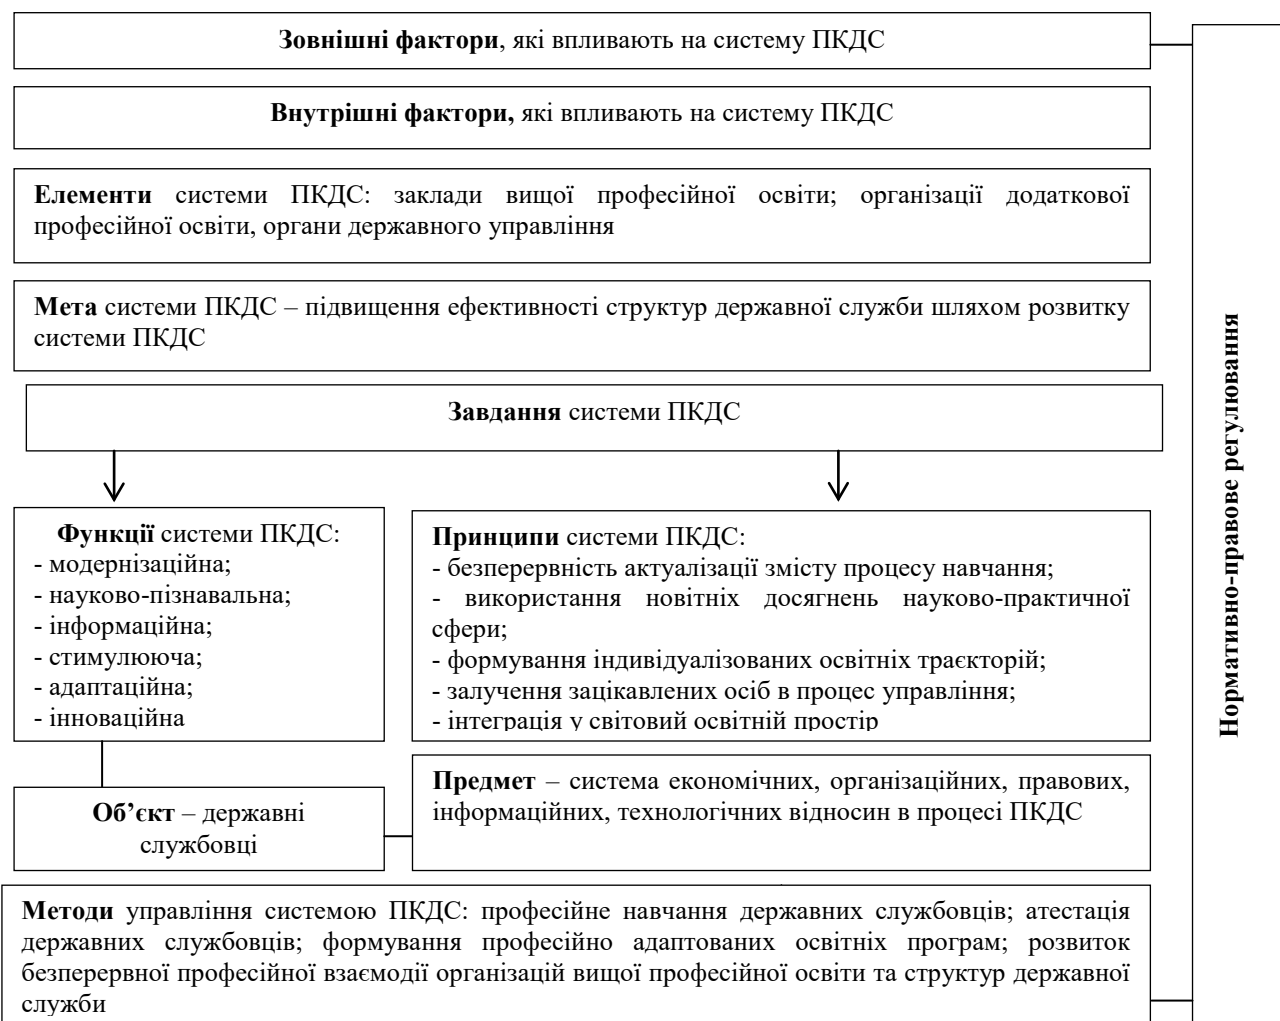 Зовнішні фактори, які впливають на систему ПКДС
Внутрішні фактори, які впливають на систему ПКДС
Елементи системи ПКДС: заклади вищої професійної освіти; організації додаткової
професійної освіти, органи державного управління
Мета системи ПКДС – підвищення ефективності структур державної служби шляхом розвитку
системи ПКДС
Завдання системи ПКДС
Функції системи ПКДС:
- модернізаційна;
- науково-пізнавальна;
- інформаційна;
- стимулююча;
- адаптаційна;
- інноваційна
Принципи системи ПКДС:
- безперервність актуалізації змісту процесу навчання;
- використання новітніх досягнень науково-практичної
сфери;
- формування індивідуалізованих освітніх траєкторій;
- залучення зацікавлених осіб в процес управління;
- інтеграція у світовий освітній простір
Об’єкт – державні
службовці
Предмет – система економічних, організаційних, правових,
інформаційних, технологічних відносин в процесі ПКДС
Методи управління системою ПКДС: професійне навчання державних службовців; атестація
державних службовців; формування професійно адаптованих освітніх програм; розвиток
безперервної професійної взаємодії організацій вищої професійної освіти та структур державної
служби
Нормативно-правове регулювання